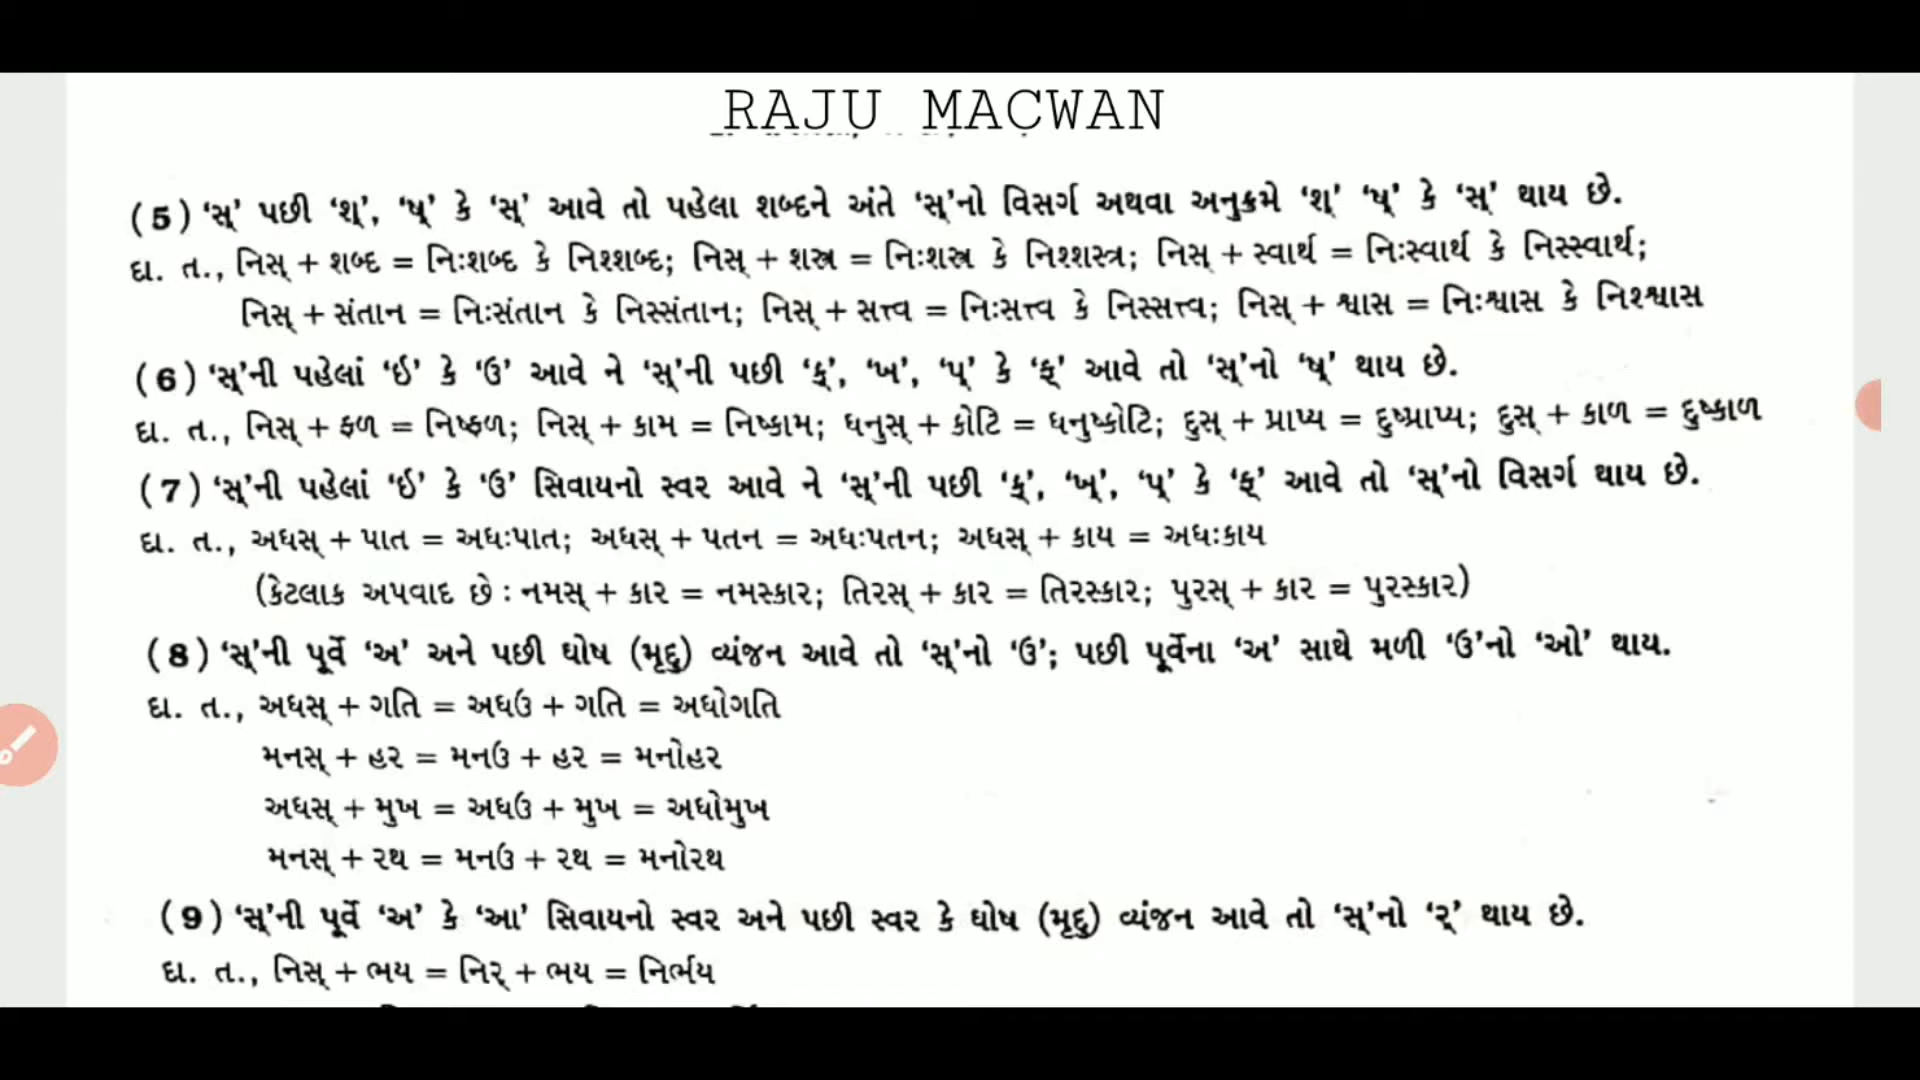 RAJU MACWAN
(5) ‘સ્’ પછી ‘શ્’, ‘ષ્’ કે ‘સ્’ આવે તો પહેલા શબ્દને અંતે ‘સ્’નો વિસર્ગ અથવા અનુક્રમે ‘શ્’ ‘ષ્’ કે ‘સ્’ થાય છે.
દા. ત., નિસ્ + શબ્દ = નિઃશબ્દ કે નિશ્શબ્દ; નિસ્ + શસ્ત્ર = નિઃશસ્ત્ર કે નિશ્શસ્ત્ર; નિસ્ + સ્વાર્થ = નિઃસ્વાર્થ કે નિસ્સ્વાર્થ;
નિસ્ + સંતાન = નિઃસંતાન કે નિસ્સંતાન; નિસ્ + સત્ત્વ = નિઃસત્ત્વ કે નિસ્સત્ત્વ; નિસ્ + શ્વાસ = નિઃશ્વાસ કે નિશ્શ્વાસ
(6) ‘સ્’ની પહેલાં ‘ઈ’ કે ‘ઉ’ આવે ને ‘સ્’ની પછી ‘ક્’, ‘ખ’, ‘પ્’ કે ‘ફ્’ આવે તો ‘સ્’નો ‘ષ્’ થાય છે.
દા. ત., નિસ્ + ફળ = નિષ્ફળ; નિસ્ + કામ = નિષ્કામ; ધનુસ્ + કોટિ = ધનુષ્કોટિ; દુસ્ + પ્રાપ્ય = દુષ્પ્રાપ્ય; દુસ્ + કાળ = દુષ્કાળ
(7) ‘સ્’ની પહેલાં ‘ઈ’ કે ‘ઉ’ સિવાયનો સ્વર આવે ને ‘સ્’ની પછી ‘ક્’, ‘ખ્’, ‘પ્’ કે ‘ફ્’ આવે તો ‘સ્’નો વિસર્ગ થાય છે.
દા. ત., અધસ્ + પાત = અધઃપાત; અધસ્ + પતન = અધઃપતન; અધસ્ + કાય = અધઃકાય
(કેટલાક અપવાદ છે : નમસ્ + કાર = નમસ્કાર; તિરસ્ + કાર = તિરસ્કાર; પુરસ્ + કાર = પુરસ્કાર)
(8) ‘સ્’ની પૂર્વે ‘અ’ અને પછી ઘોષ (મૃદુ) વ્યંજન આવે તો ‘સ્’નો ‘ઉ’; પછી પૂર્વેના ‘અ’ સાથે મળી ‘ઉ’નો ‘ઓ’ થાય.
દા. ત., અધસ્ + ગતિ = અધઉ + ગતિ = અધોગતિ
મનસ્ + હર = મનઉ + હર = મનોહર
અધસ્ + મુખ = અધઉ + મુખ = અધોમુખ
મનસ્ + રથ = મનઉ + રથ = મનોરથ
(9) ‘સ્’ની પૂર્વે ‘અ’ કે ‘આ’ સિવાયનો સ્વર અને પછી સ્વર કે ઘોષ (મૃદુ) વ્યંજન આવે તો ‘સ્’નો ‘ર્’ થાય છે.
દા. ત., નિસ્ + ભય = નિર્ + ભય = નિર્ભય